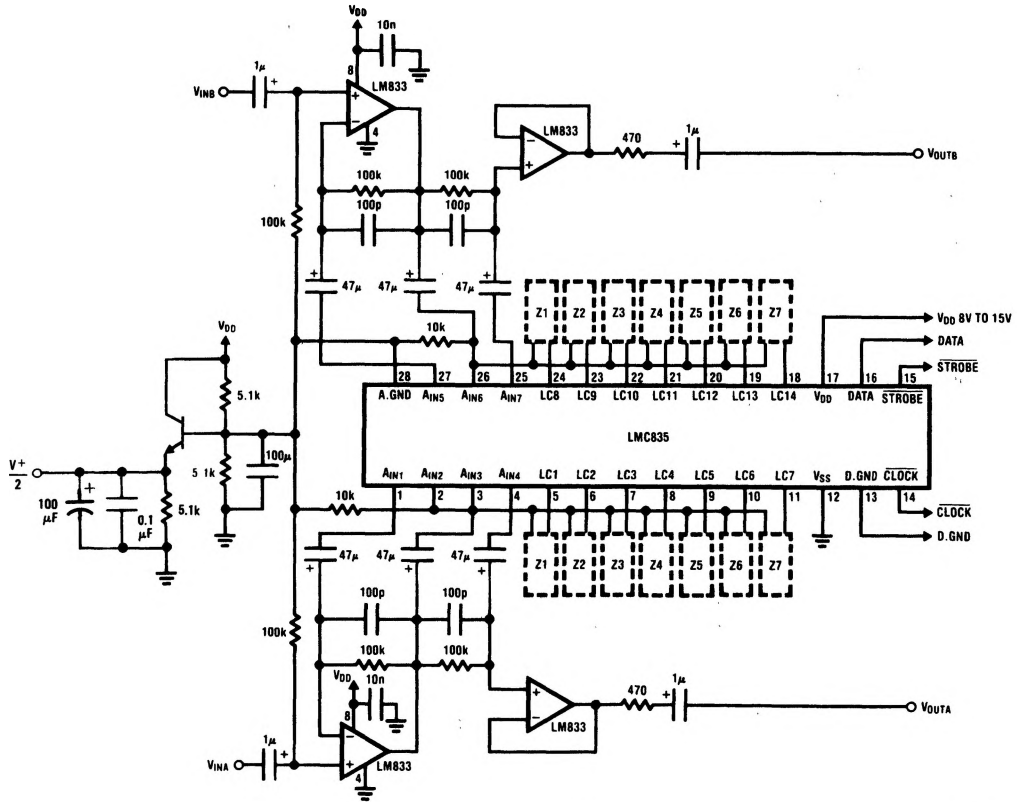 VDD
10n
8
1μ
+
LM833
VINB
+
−
4
LM833
−
+
470
+
1μ
VOUTB
100k
100k
100p
100p
100k
+
47μ
+
47μ
+
47μ
Z1 Z2 Z3 Z4 Z5 Z6 Z7
VDD 8V TO 15V
DATA
STROBE
10k
VDD
28 27 26 25 24 23 22 21 20 19 18 17 16 15
A.GND AIN5 AIN6 AIN7 LC8 LC9 LC10 LC11 LC12 LC13 LC14 VDD DATA STROBE
5.1k
LMC835
V+
2
5 1k
100μ
AIN1 AIN2 AIN3 AIN4 LC1 LC2 LC3 LC4 LC5 LC6 LC7 VSS D.GND CLOCK
1 2 3 4 5 6 7 8 9 10 11 12 13 14
+
100
μF
0.1
μF
5.1k
10k
CLOCK
D.GND
47μ
+
47μ
+
47μ
+
Z1 Z2 Z3 Z4 Z5 Z6 Z7
100p
100p
100k
100k
100k
VDD
10n
8
+
−
LM833
470
+
1μ
VOUTA
1μ
+
VINA
−
+
LM833
4